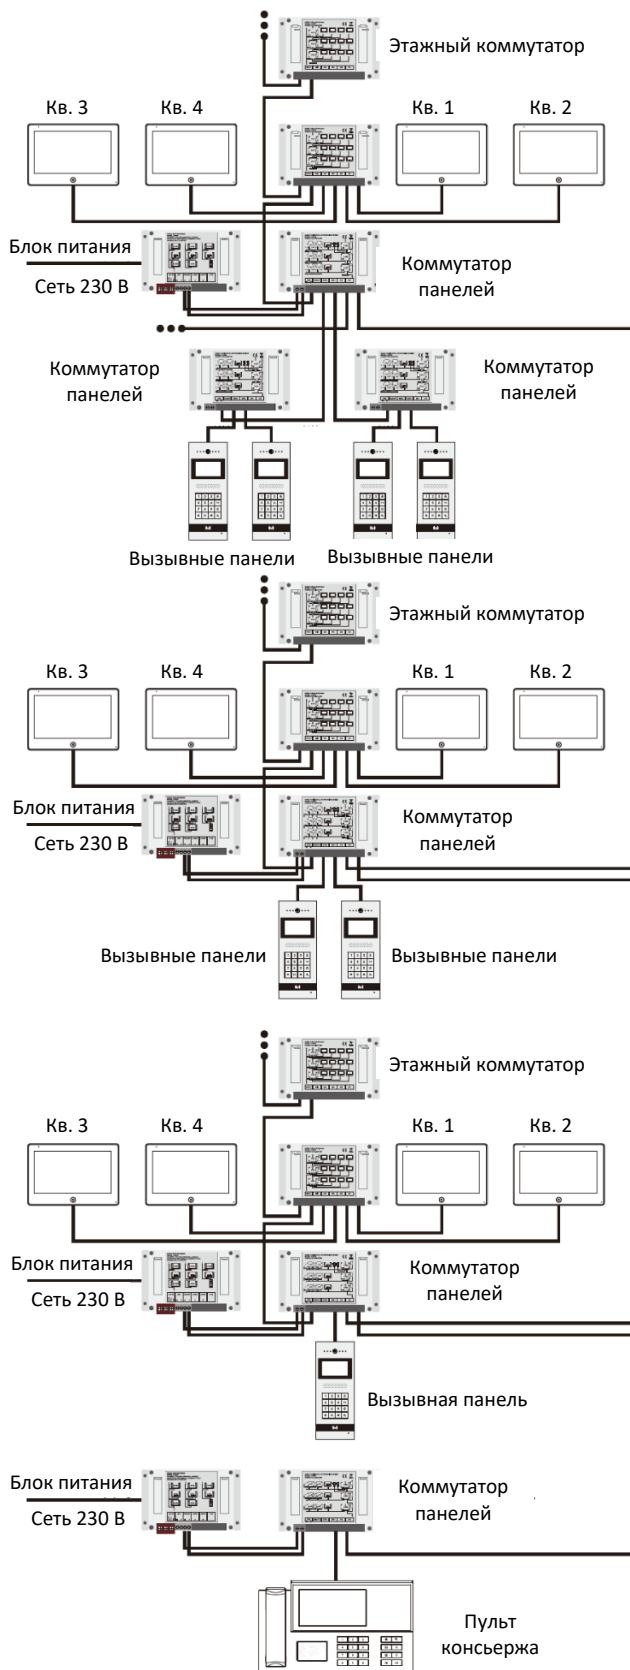 Этажный коммутатор
Кв. 3
Кв. 4
Кв. 1
Кв. 2
Блок питания
Сеть 230 В
Коммутатор
панелей
Коммутатор
панелей
Коммутатор
панелей
Вызывные панели
Вызывные панели
Этажный коммутатор
Кв. 3
Кв. 4
Кв. 1
Кв. 2
Блок питания
Сеть 230 В
Коммутатор
панелей
Вызывные панели
Вызывные панели
Этажный коммутатор
Кв. 3
Кв. 4
Кв. 1
Кв. 2
Блок питания
Сеть 230 В
Коммутатор
панелей
Вызывная панель
Блок питания
Сеть 230 В
Коммутатор
панелей
Пульт
консьержа